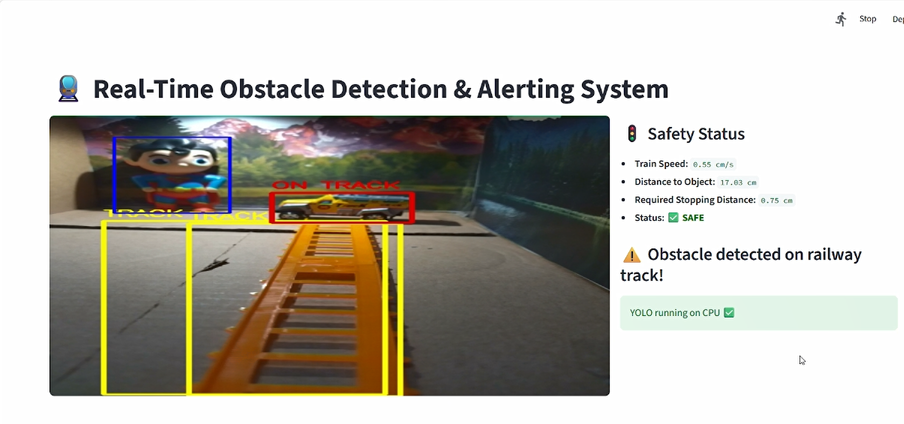 Stop
Real-Time Obstacle Detection & Alerting System
ON TRACK
TRACK TRACK
Safety Status
Train Speed: 0.55 cm/s
Distance to Object: 17.03 cm
Required Stopping Distance: 0.75 cm
Status: ✅ SAFE
⚠️ Obstacle detected on railway
track!
YOLO running on CPU ✅